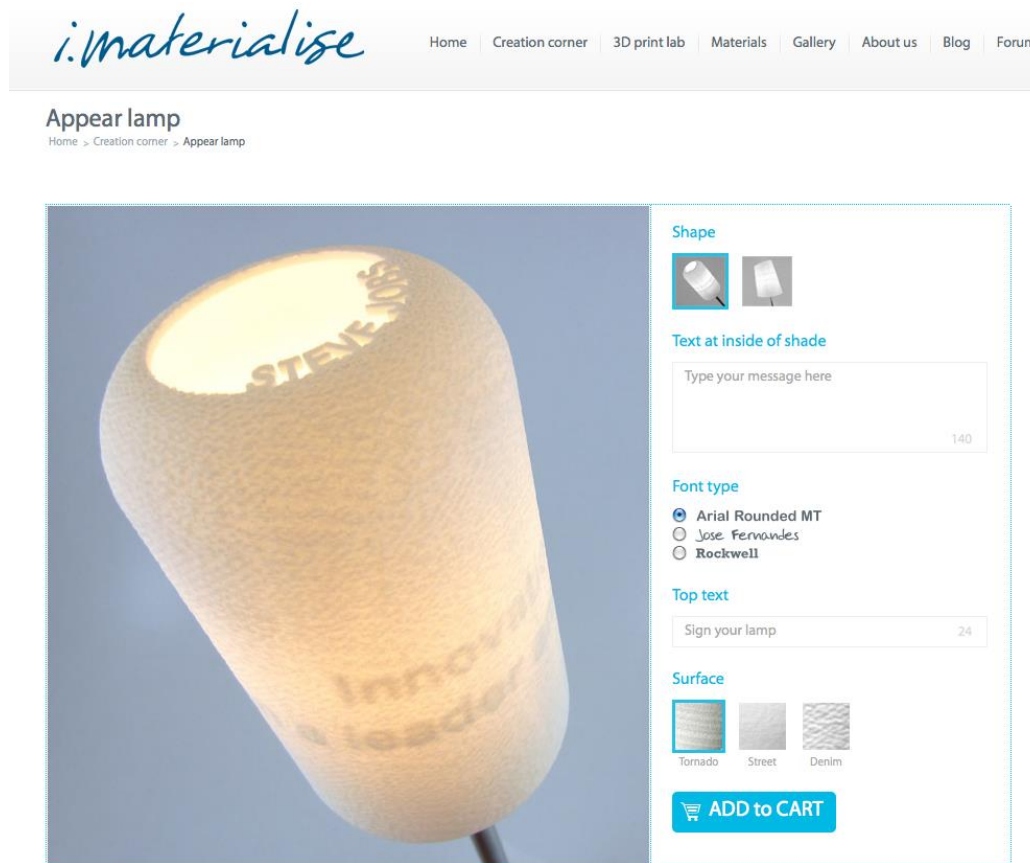 i.materialise
Home Creation corner 3D print lab Materials Gallery About us Blog Forum
Appear lamp
Home > Creation corner > Appear lamp
STEVE JOBS
Shape
Text at inside of shade
Type your message here
140
Font type
Arial Rounded MT
Jose Fernandes
Rockwell
Top text
Sign your lamp 24
Surface
Tornado Street Denim
ADD to CART
a leader